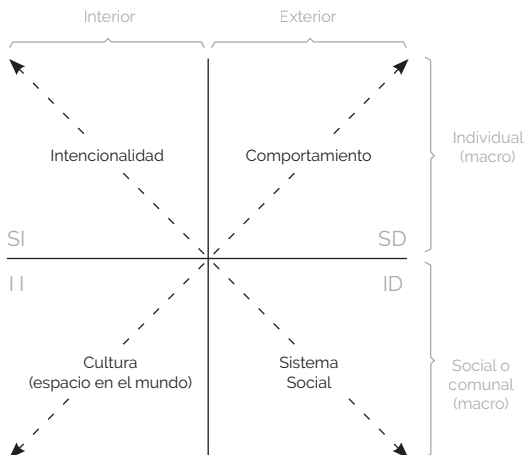 Interior
Exterior
Intencionalidad
Comportamiento
Individual
(macro)
SI
SD
II
ID
Cultura
(espacio en el mundo)
Sistema
Social
Social o
comunal
(macro)